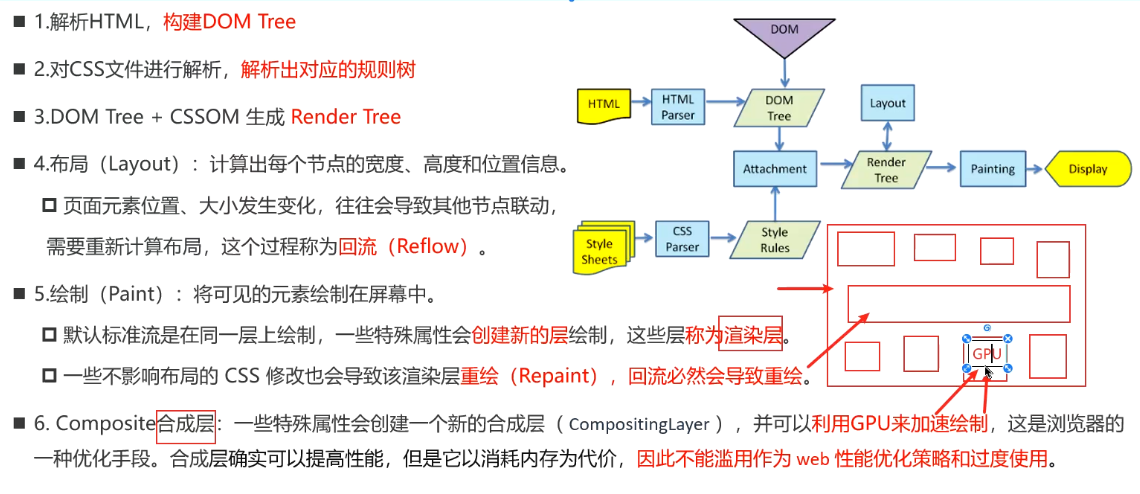 ■ 1.解析HTML，构建DOM Tree
■ 2.对CSS文件进行解析，解析出对应的规则树
■ 3.DOM Tree + CSSOM 生成 Render Tree
■ 4.布局（Layout）：计算出每个节点的宽度、高度和位置信息。
页面元素位置、大小发生变化，往往会导致其他节点联动，
需要重新计算布局，这个过程称为回流（Reflow）。
■ 5.绘制（Paint）：将可见的元素绘制在屏幕中。
默认标准流是在同一层上绘制，一些特殊属性会创建新的层绘制，这些层称为渲染层。
一些不影响布局的 CSS 修改也会导致该渲染层重绘（Repaint），回流必然会导致重绘。
■ 6. Composite合成层：一些特殊属性会创建一个新的合成层（ CompositingLayer ），并可以利用GPU来加速绘制，这是浏览器的
一种优化手段。合成层确实可以提高性能，但是它以消耗内存为代价，因此不能滥用作为 web 性能优化策略和过度使用。
DOM
HTML
HTML
Parser
DOM
Tree
Layout
Attachment
Render
Tree
Painting
Display
Style
Sheets
CSS
Parser
Style
Rules
GPU